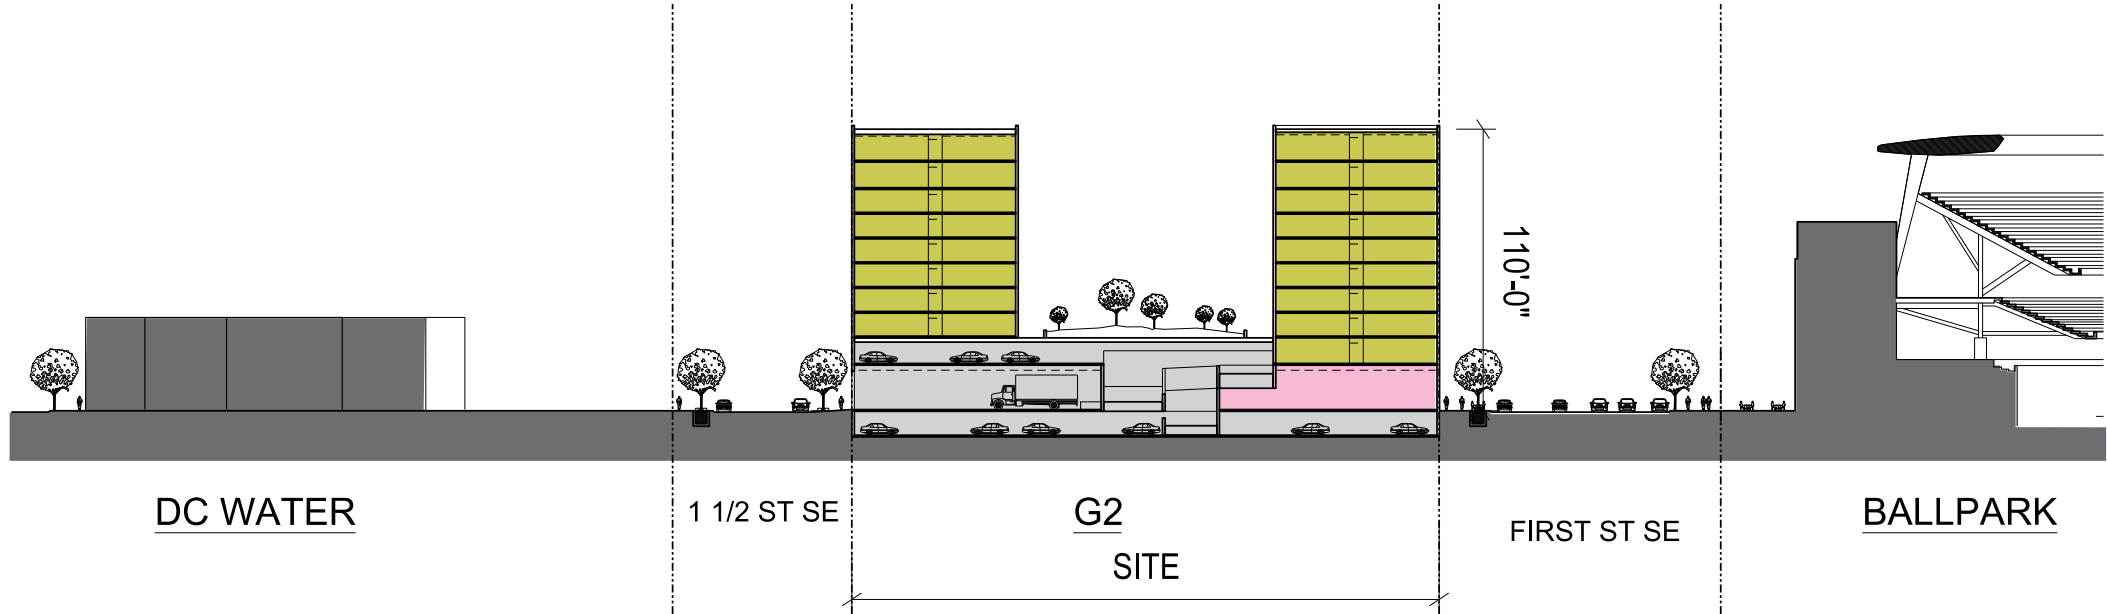 110'-0"
DC WATER
1 1/2 ST SE
G2
FIRST ST SE
BALLPARK
SITE